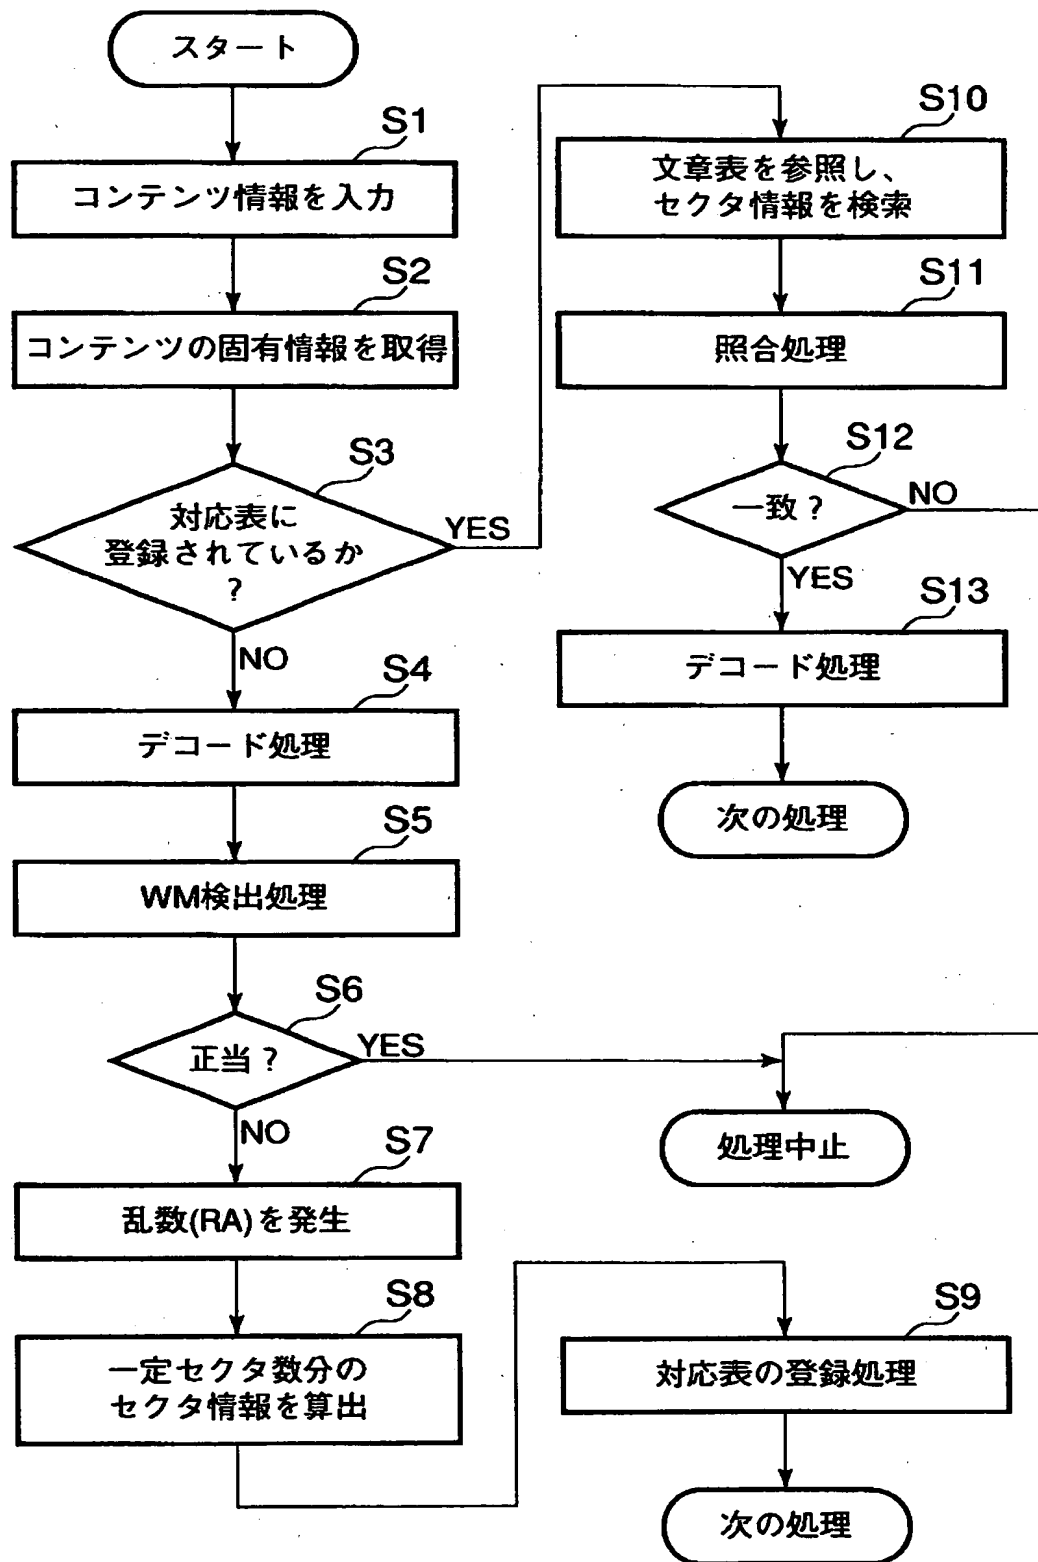 スタート
S1
コンテンツ情報を入力
S2
コンテンツの固有情報を取得
S3
対応表に
登録されているか
?
YES
NO
S4
デコード処理
S5
WM検出処理
S6
正当?
YES
NO
S7
乱数(RA)を発生
S8
一定セクタ数分の
セクタ情報を算出
S9
対応表の登録処理
次の処理
S10
文章表を参照し、
セクタ情報を検索
S11
照合処理
S12
一致?
NO
YES
S13
デコード処理
次の処理
処理中止